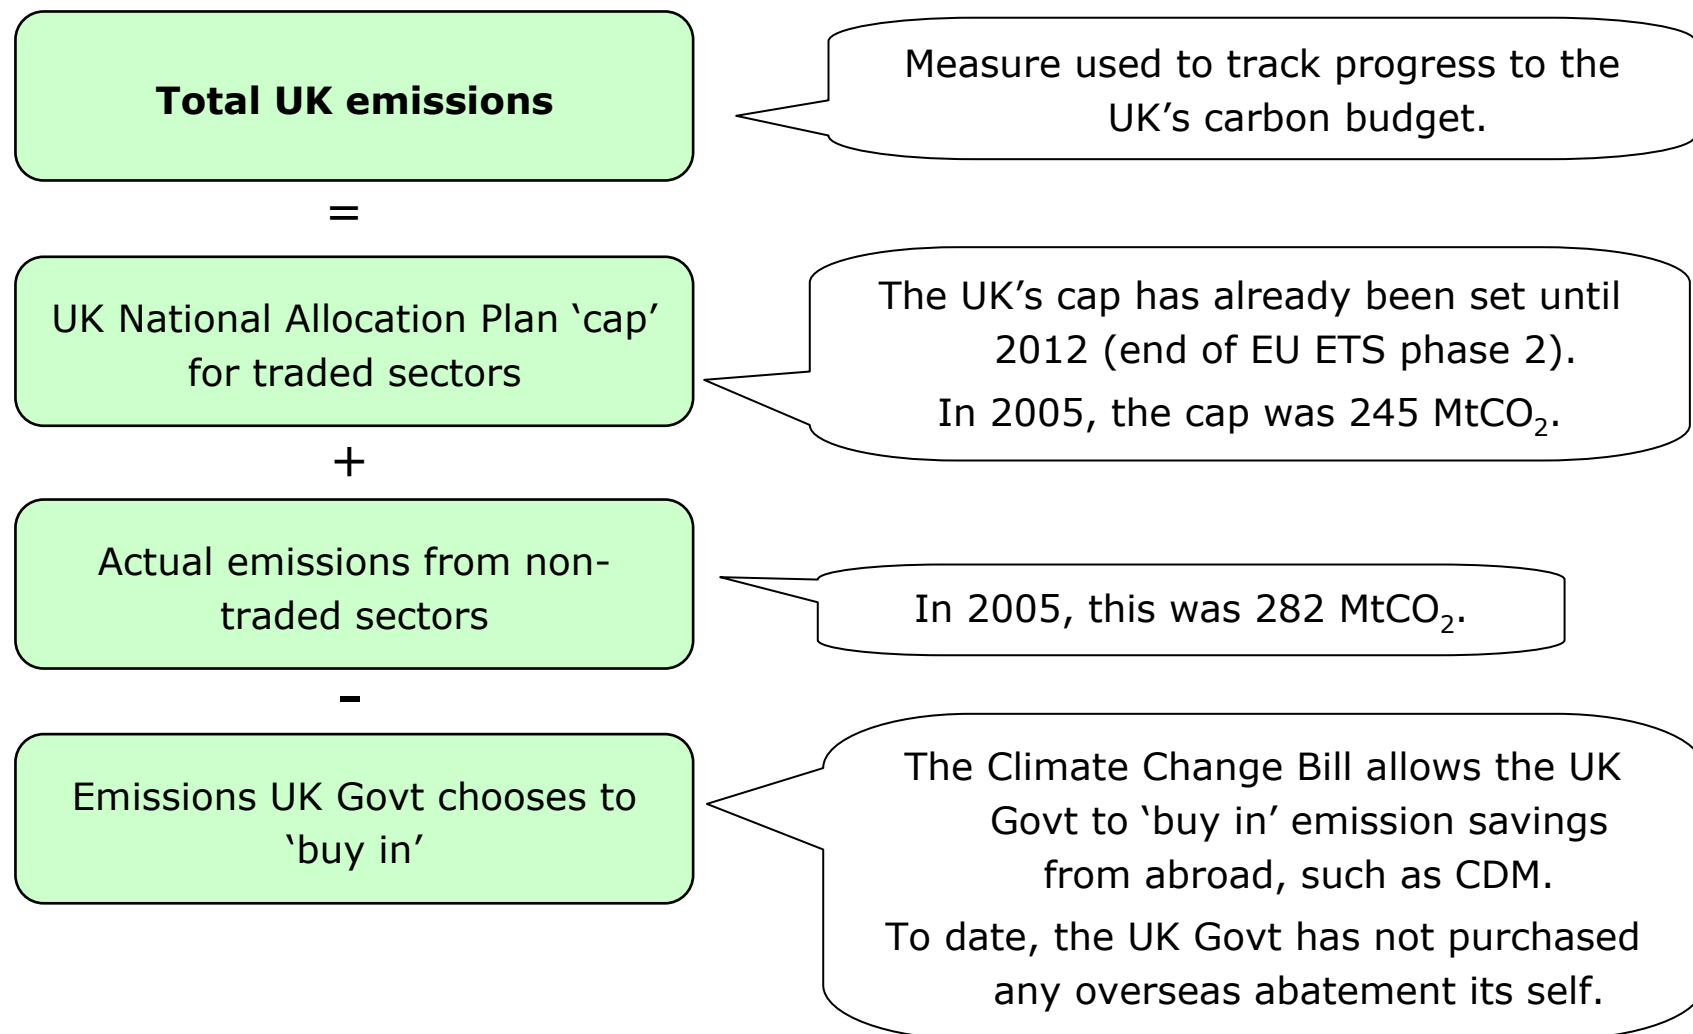 Total UK emissions
Measure used to track progress to the
UK’s carbon budget.
=
UK National Allocation Plan ‘cap’
for traded sectors
The UK’s cap has already been set until
2012 (end of EU ETS phase 2).
In 2005, the cap was 245 MtCO₂.
+
Actual emissions from non-
traded sectors
In 2005, this was 282 MtCO₂.
-
Emissions UK Govt chooses to
‘buy in’
The Climate Change Bill allows the UK
Govt to ‘buy in’ emission savings
from abroad, such as CDM.
To date, the UK Govt has not purchased
any overseas abatement its self.